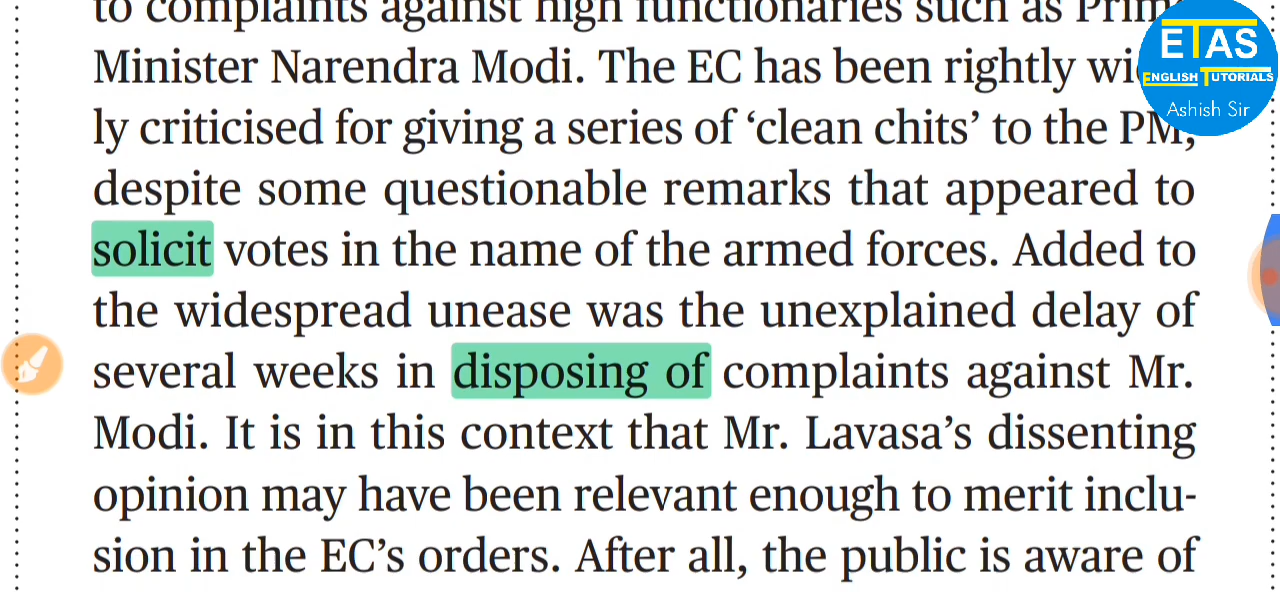 to complaints against high functionaries such as Prime
Minister Narendra Modi. The EC has been rightly wi
ly criticised for giving a series of ‘clean chits’ to the PM,
despite some questionable remarks that appeared to
solicit votes in the name of the armed forces. Added to
the widespread unease was the unexplained delay of
several weeks in disposing of complaints against Mr.
Modi. It is in this context that Mr. Lavasa’s dissenting
opinion may have been relevant enough to merit inclu-
sion in the EC’s orders. After all, the public is aware of
ETAS
ENGLISH TUTORIALS
Ashish Sir